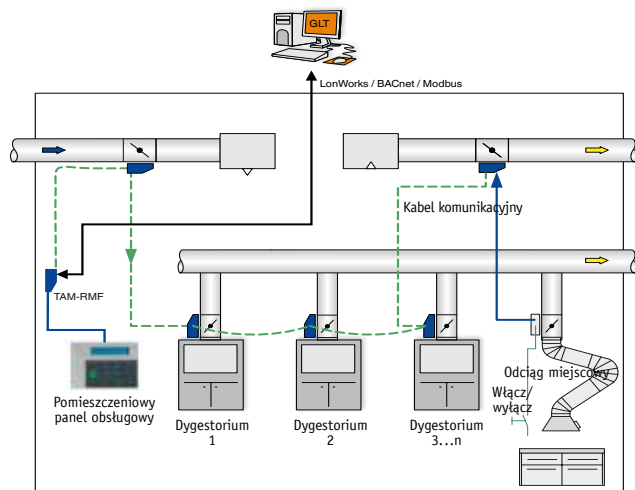 GLT
LonWorks / BACnet / Modbus
Kabel komunikacyjny
TAM-RMF
Pomieszczeniowy
panel obsługowy
Dygestorium
1
Dygestorium
2
Dygestorium
3...n
Odciąg miejscowy
Włącz/
wyłącz